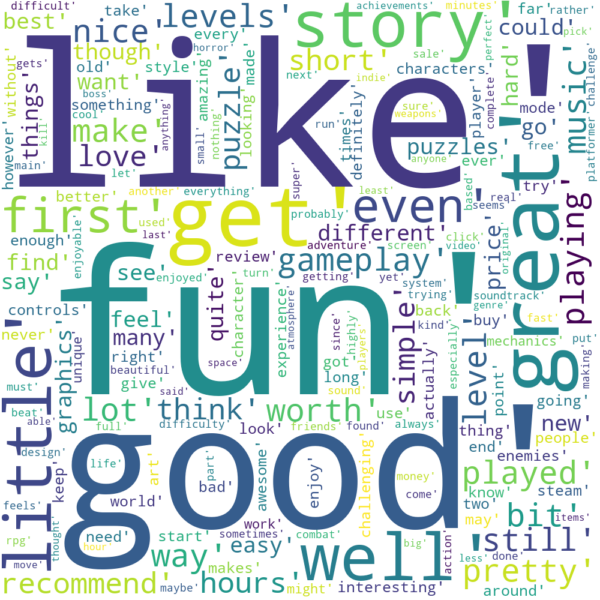 difficult'
take'
levels'
every'
best'
nice'
though'
without'
gets'
old'
want'
style'
something'
things'
however'
boss'
kill'
cool'
make'
main'
anything'
let'
love'
nothing'
small'
story'
short'
puzzle'
amazing'
looking'
made'
horror'
next'
run'
times'
definitely'
achievements'
minutes'
rather'
far'
could'
sale'
perfect'
pick'
characters'
hard'
indie'
player'
sure'
weapons'
complete'
mode'
go'
music'
platformer'
challenge'
puzzles'
ever'
anyone'
based'
free'
like'
better'
another'
everything'
super'
probably'
least'
real'
try'
seems'
first'
get'
even'
great'
playing'
used'
last'
enjoyable'
enough'
different'
find'
see'
enjoyed'
adventure'
screen'
click'
video'
original'
price'
say'
review'
gameplay'
turn'
getting'
yet'
system'
trying'
soundtrack'
genre'
controls'
feel'
quite'
character'
experience'
atmosphere'
back'
buy'
fast'
never'
many'
since'
kind'
mechanics'
put'
making'
graphics'
unique'
right'
beautiful'
space'
got'
highly'
players'
simple'
actually'
especially'
level'
point'
going'
must'
give'
said'
long'
sound'
fun'
little'
beat'
able'
lot'
think'
worth'
use'
always'
thing'
new'
full'
difficulty'
friends'
found'
end'
enemies'
people'
design'
look'
challenging'
played'
feels'
keep'
life'
art'
part'
bad'
awesome'
enjoy'
money'
know'
steam'
good'
rpg'
thought'
world'
work'
come'
two'
bit'
hour'
need'
start'
sometimes'
combat'
big'
may'
items'
move'
way'
easy'
well'
action'
less'
done'
still'
recommend'
hours'
makes'
maybe'
might'
interesting'
pretty'
around'